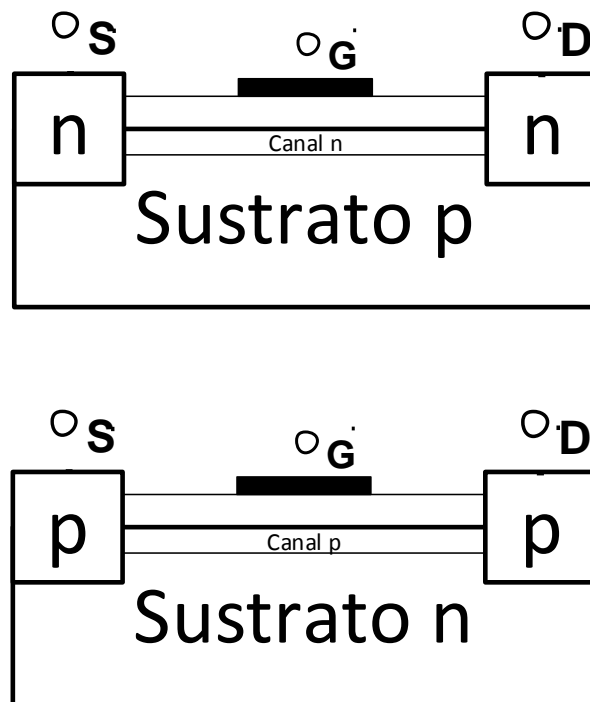 S G D
n n
Canal n
Sustrato p
S G D
p p
Canal p
Sustrato n